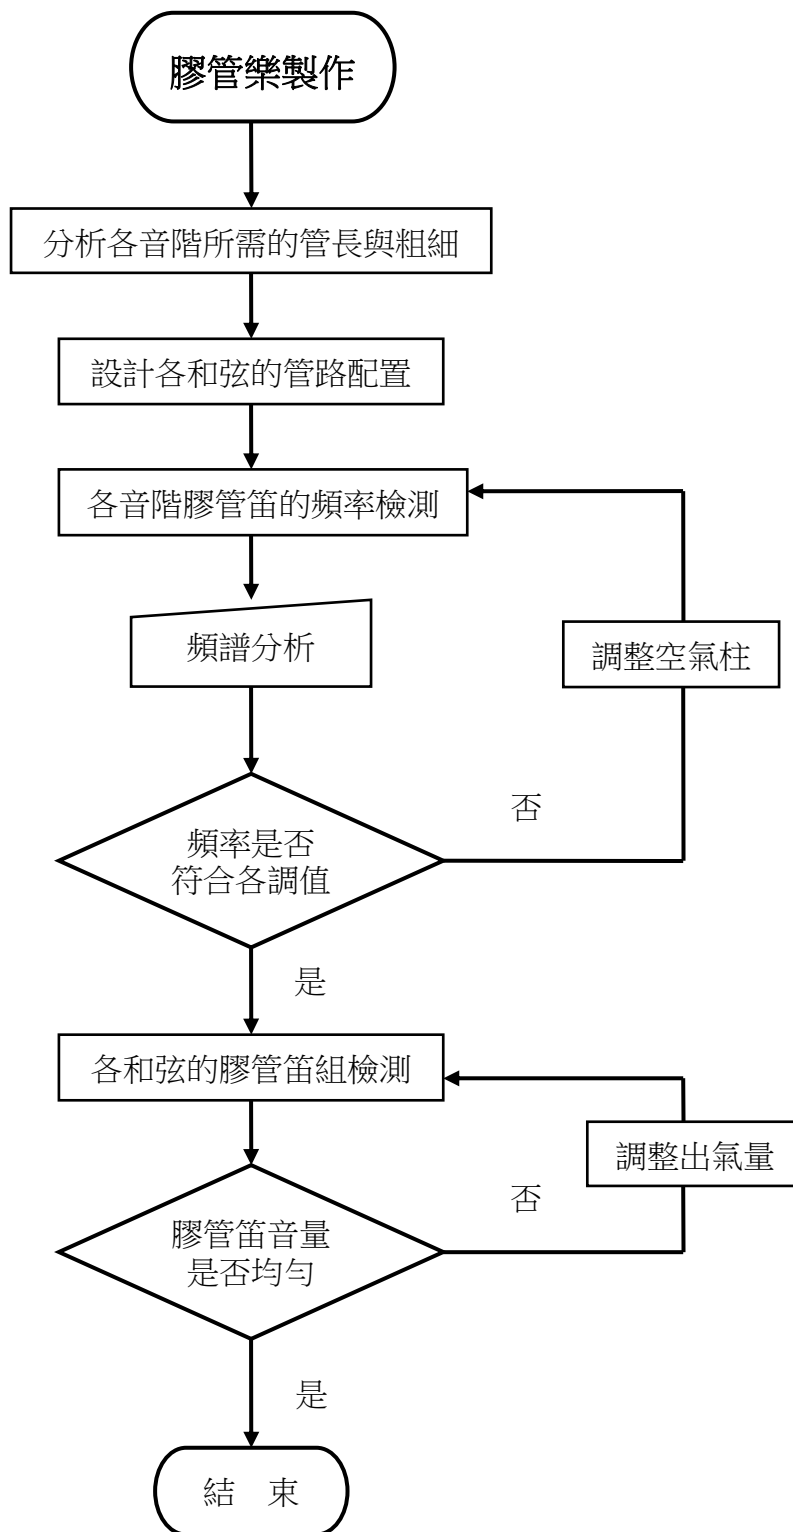 膠管樂製作
分析各音階所需的管長與粗細
設計各和弦的管路配置
各音階膠管笛的頻率檢測
頻譜分析
調整空氣柱
否
頻率是否
符合各調值
是
各和弦的膠管笛組檢測
調整出氣量
否
膠管笛音量
是否均勻
是
結　束